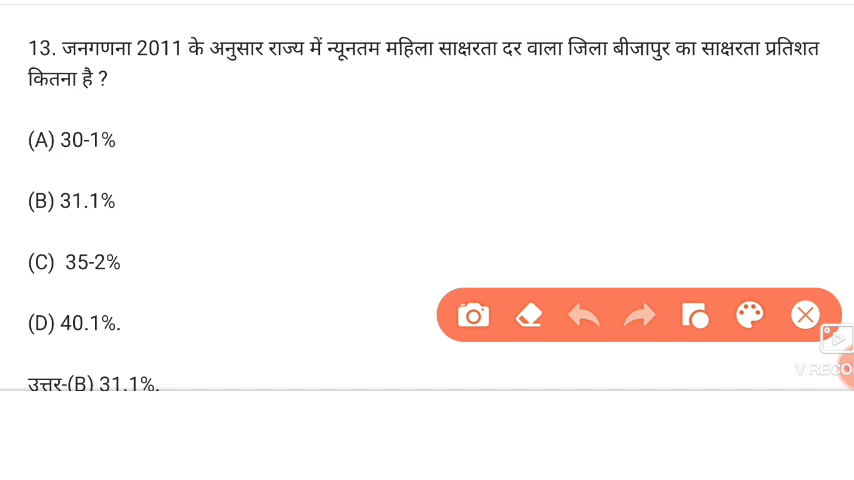 13. जनगणना 2011 के अनुसार राज्य में न्यूनतम महिला साक्षरता दर वाला जिला बीजापुर का साक्षरता प्रतिशत
कितना है ?
(A) 30-1%
(B) 31.1%
(C) 35-2%
(D) 40.1%.
उत्तर-(B) 31.1%.
V RECO